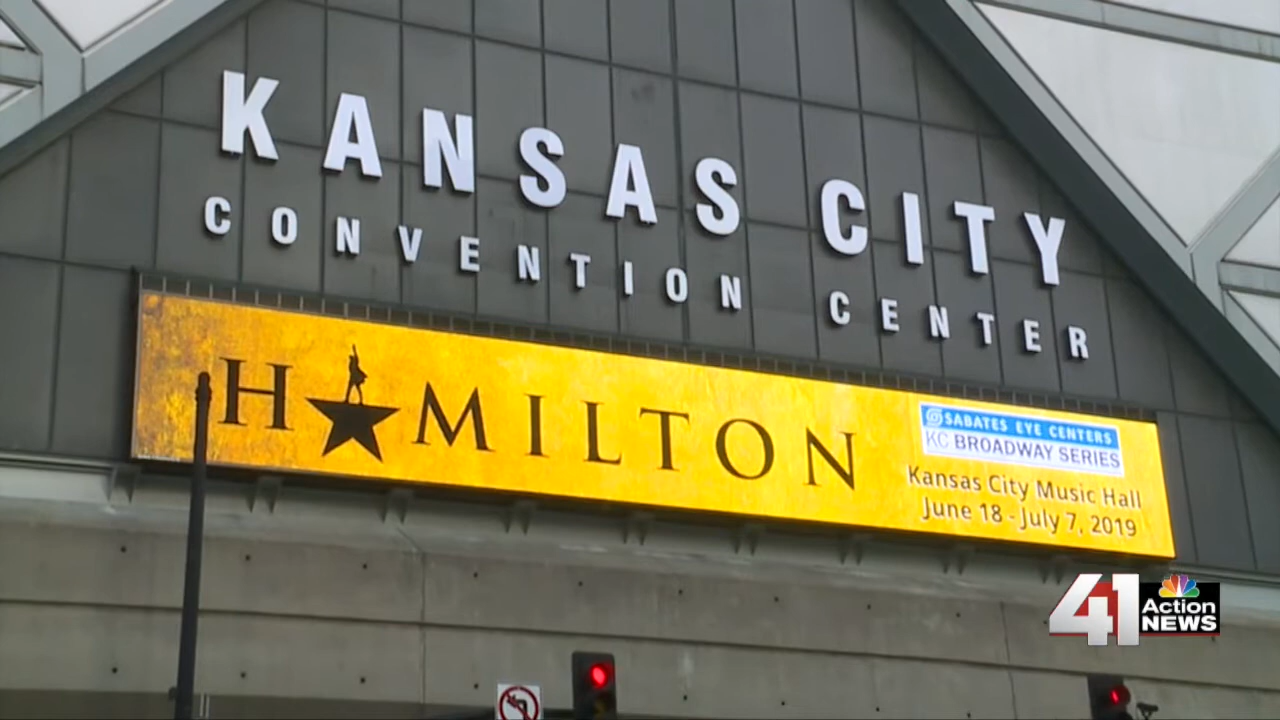 KANSAS CITY
CONVENTION CENTER
HAMILTON
SABATES EYE CENTERS
KC BROADWAY SERIES
Kansas City Music Hall
June 18 - July 7, 2019
41 Action
NEWS